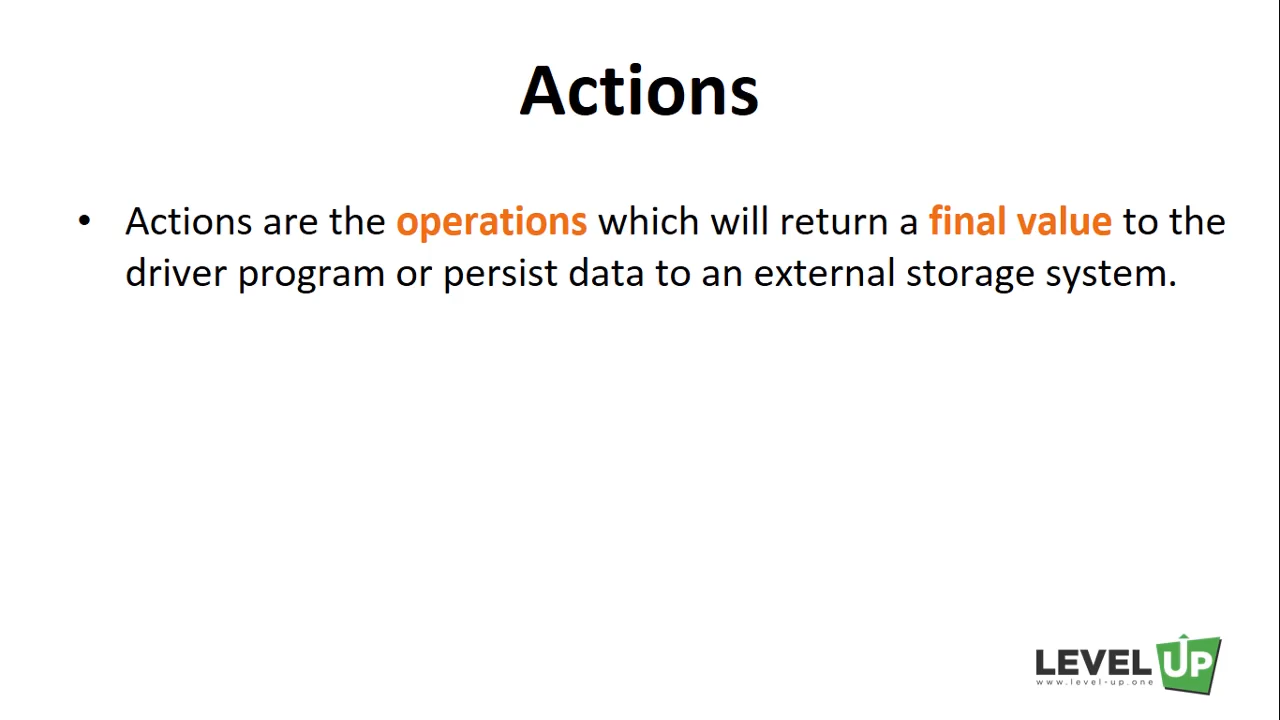 Actions
• Actions are the operations which will return a final value to the
driver program or persist data to an external storage system.
LEVEL UP
www.level-up.one